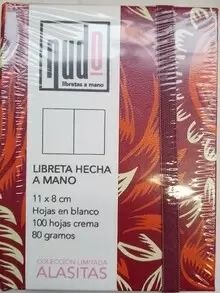 nudo
libretas a mano
LIBRETA HECHA
A MANO
11 x 8 cm
Hojas en blanco
100 hojas crema
80 gramos
COLECCIÓN LIMITADA
ALASITAS